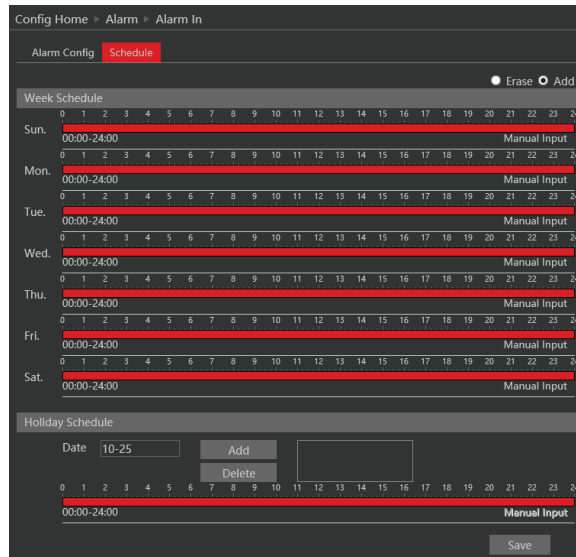 Config Home ▸ Alarm ▸ Alarm In
Alarm Config Schedule
Erase Add
Week Schedule
0 1 2 3 4 5 6 7 8 9 10 11 12 13 14 15 16 17 18 19 20 21 22 23 2
Sun.
00:00-24:00 Manual Input
0 1 2 3 4 5 6 7 8 9 10 11 12 13 14 15 16 17 18 19 20 21 22 23 2
Mon.
00:00-24:00 Manual Input
0 1 2 3 4 5 6 7 8 9 10 11 12 13 14 15 16 17 18 19 20 21 22 23 2
Tue.
00:00-24:00 Manual Input
0 1 2 3 4 5 6 7 8 9 10 11 12 13 14 15 16 17 18 19 20 21 22 23 2
Wed.
00:00-24:00 Manual Input
0 1 2 3 4 5 6 7 8 9 10 11 12 13 14 15 16 17 18 19 20 21 22 23 2
Thu.
00:00-24:00 Manual Input
0 1 2 3 4 5 6 7 8 9 10 11 12 13 14 15 16 17 18 19 20 21 22 23 2
Fri.
00:00-24:00 Manual Input
0 1 2 3 4 5 6 7 8 9 10 11 12 13 14 15 16 17 18 19 20 21 22 23 2
Sat.
00:00-24:00 Manual Input
Holiday Schedule
Date 10-25 Add
Delete
0 1 2 3 4 5 6 7 8 9 10 11 12 13 14 15 16 17 18 19 20 21 22 23 2
00:00-24:00 Manual Input
Save